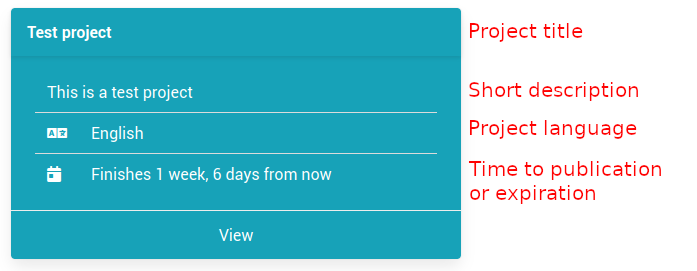 Test project
Project title
This is a test project
Short description
English
Project language
Finishes 1 week, 6 days from now
Time to publication
or expiration
View